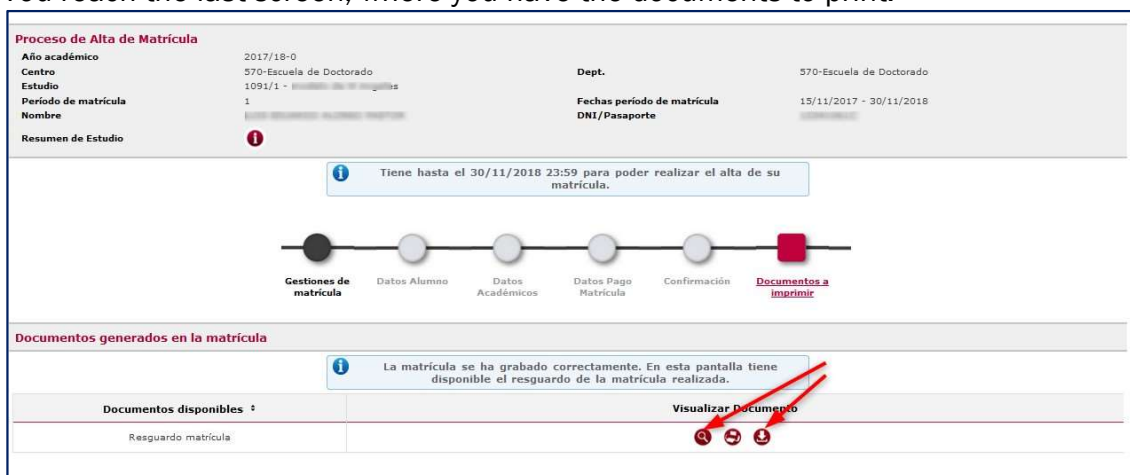 You reach the last screen, where you have the documents to print.
Proceso de Alta de Matrícula
Año académico 2017/18-0
Centro 570-Escuela de Doctorado Dept. 570-Escuela de Doctorado
Estudio 1091/1 -
Período de matrícula 1 Fechas período de matrícula 15/11/2017 - 30/11/2018
Nombre DNI/Pasaporte
Resumen de Estudio
Tiene hasta el 30/11/2018 23:59 para poder realizar el alta de su
matrícula.
Gestiones de matrícula Datos Alumno Datos Académicos Datos Pago Matrícula Confirmación Documentos a imprimir
Documentos generados en la matrícula
La matrícula se ha grabado correctamente. En esta pantalla tiene
disponible el resguardo de la matrícula realizada.
Documentos disponibles Visualizar Documento
Resguardo matrícula